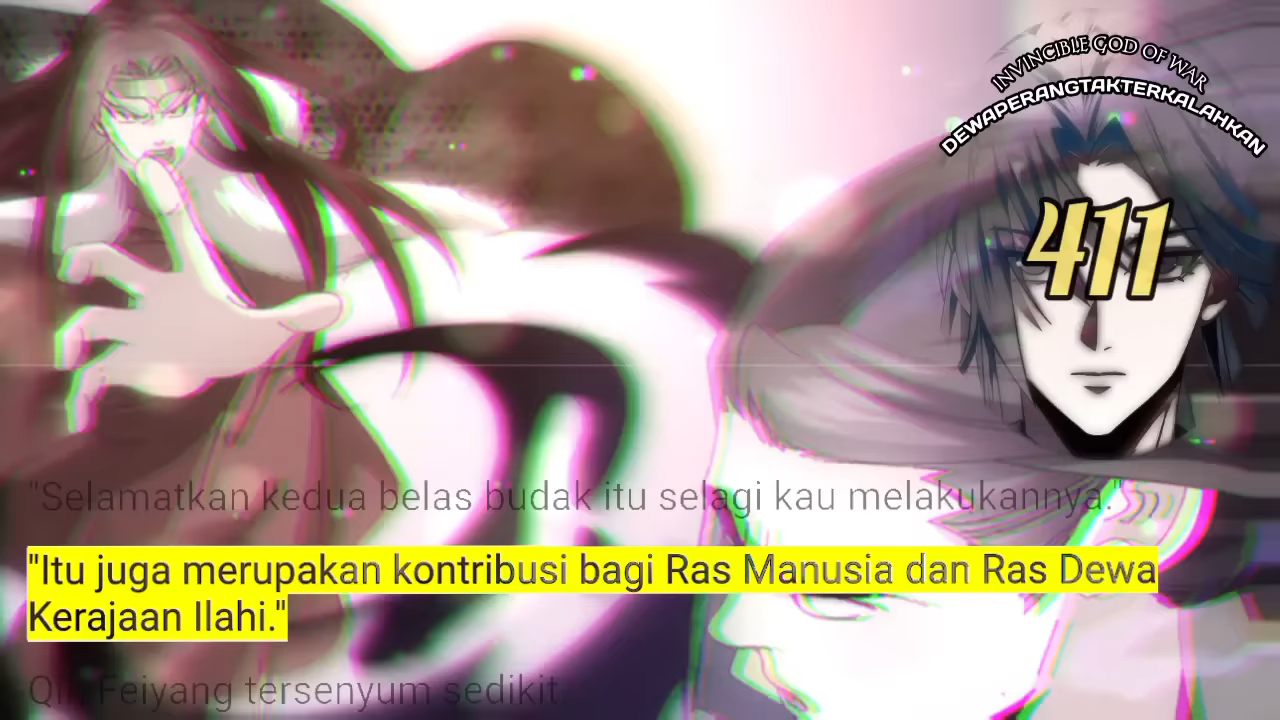 INVINCIBLE GOD OF WAR
DEWAPERANGTAKTERKALAHKAN
411
"Selamatkan kedua belas budak itu selagi kau melakukannya."
"Itu juga merupakan kontribusi bagi Ras Manusia dan Ras Dewa
Kerajaan Ilahi."
Feiyang tersenyum sedikit